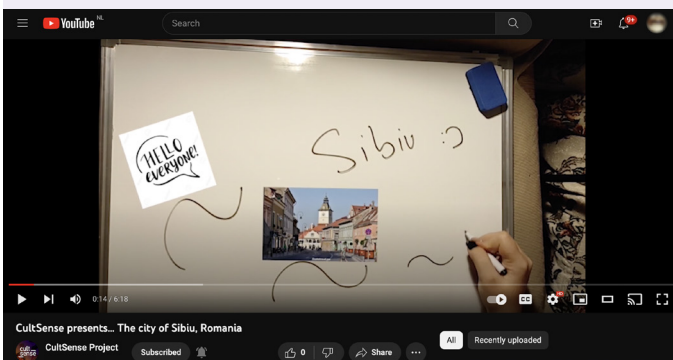 YouTube NL
Search
9+
HELLO
everyone!
Sibiu :)
0:14 / 6:18
CultSense presents... The city of Sibiu, Romania
CultSense Project
Subscribed
0
Share
All
Recently uploaded